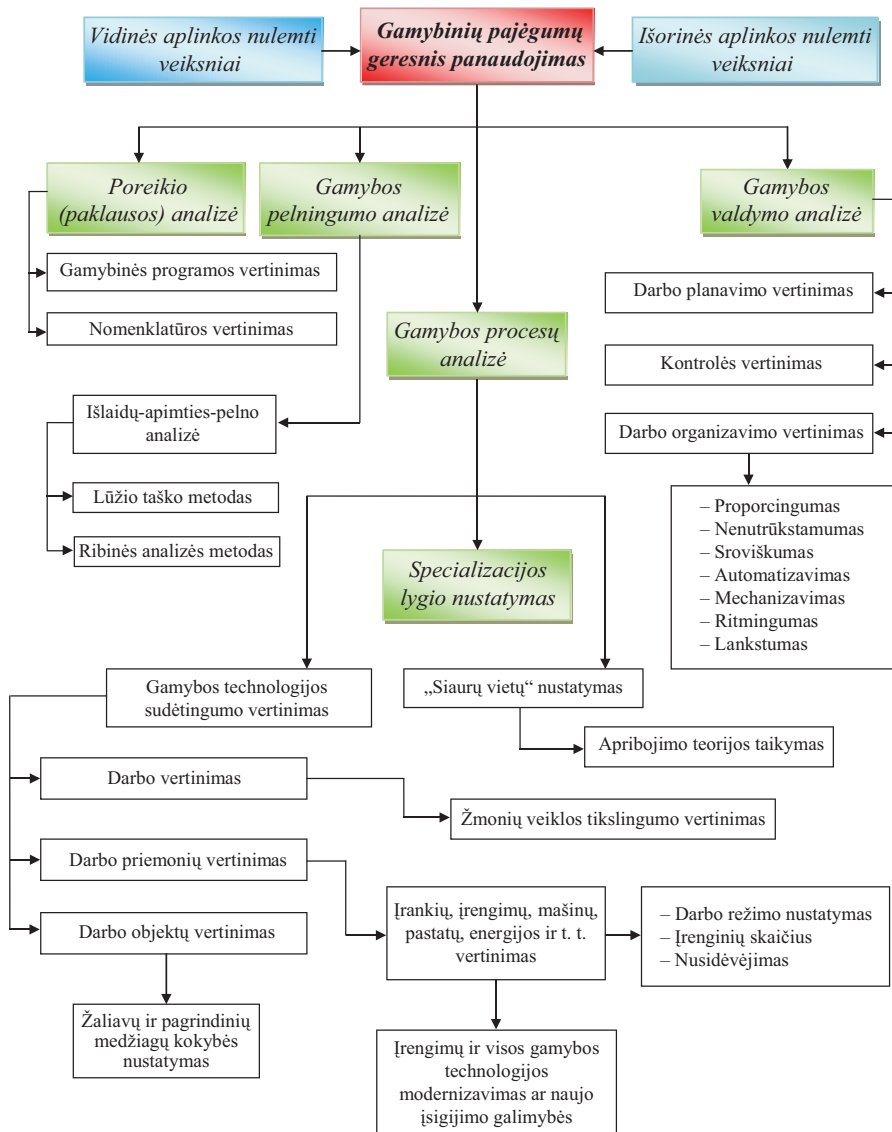 Vidinės aplinkos nulemti
veiksniai
Gamybinių pajėgumų
geresnis panaudojimas
Išorinės aplinkos nulemti
veiksniai
Poreikio
(paklausos) analizė
Gamybos
pelningumo analizė
Gamybos
valdymo analizė
Gamybinės programos vertinimas
Nomenklatūros vertinimas
Gamybos procesų
analizė
Darbo planavimo vertinimas
Kontrolės vertinimas
Darbo organizavimo vertinimas
Išlaidų-apimties-pelno
analizė
Lūžio taško metodas
Ribinės analizės metodas
– Proporcingumas
– Nenutrūkstamumas
– Sroviškumas
– Automatizavimas
– Mechanizavimas
– Ritmingumas
– Lankstumas
Specializacijos
lygio nustatymas
Gamybos technologijos
sudėtingumo vertinimas
„Siaurų vietų“ nustatymas
Apribojimo teorijos taikymas
Darbo vertinimas
Žmonių veiklos tikslingumo vertinimas
Darbo priemonių vertinimas
Darbo objektų vertinimas
Įrankių, įrengimų, mašinų,
pastatų, energijos ir t. t.
vertinimas
– Darbo režimo nustatymas
– Įrenginių skaičius
– Nusidėvėjimas
Žaliavų ir pagrindinių
medžiagų kokybės
nustatymas
Įrengimų ir visos gamybos
technologijos
modernizavimas ar naujo
įsigijimo galimybės